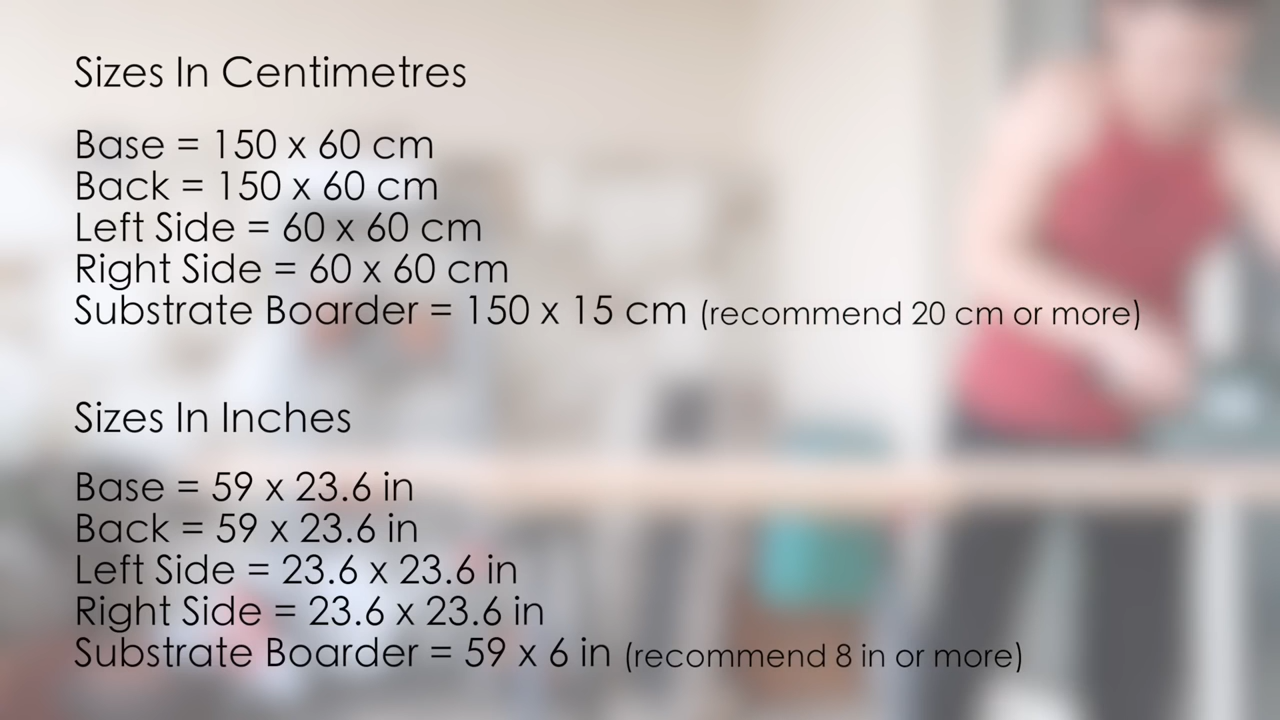 Sizes In Centimetres
Base = 150 x 60 cm
Back = 150 x 60 cm
Left Side = 60 x 60 cm
Right Side = 60 x 60 cm
Substrate Boarder = 150 x 15 cm (recommend 20 cm or more)
Sizes In Inches
Base = 59 x 23.6 in
Back = 59 x 23.6 in
Left Side = 23.6 x 23.6 in
Right Side = 23.6 x 23.6 in
Substrate Boarder = 59 x 6 in (recommend 8 in or more)